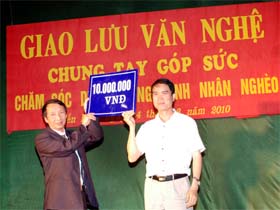 GIAO LƯU VĂN NGHỆ
CHUNG TAY GÓP SỨC
CHĂM SÓC NHÂN NGHÈO
2010
10.000.000
VNĐ